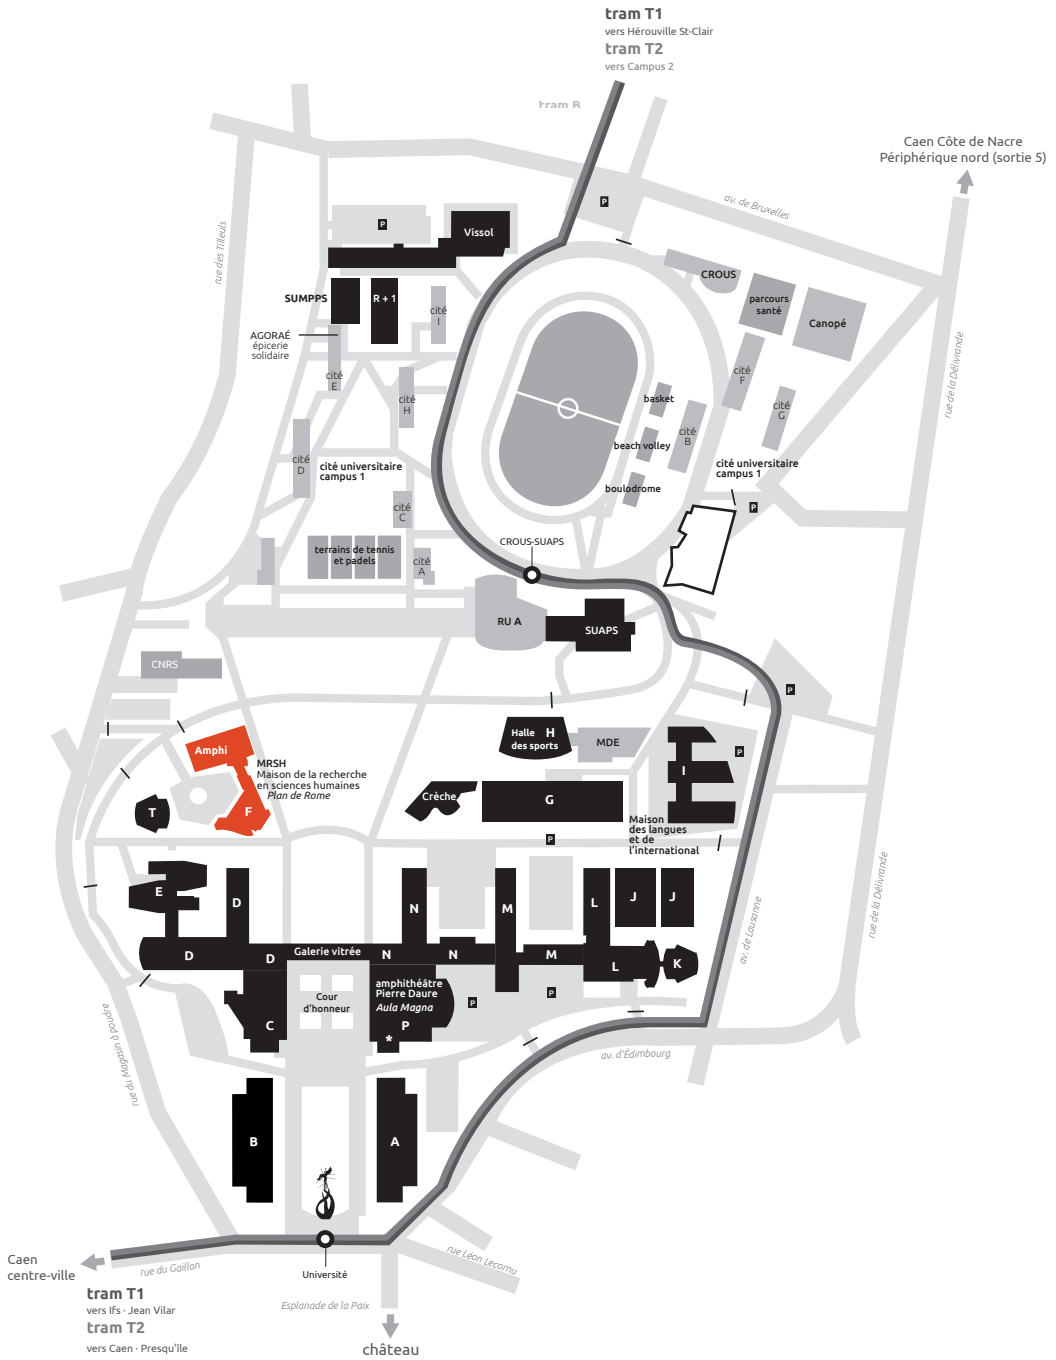 tram T1
vers Hérouville St-Clair
tram T2
vers Campus 2
tram B
Caen Côte de Nacre
Périphérique nord (sortie 5)
av. de Bruxelles
rue des Tilleuls
P
P
Vissol
CROUS
parcours
santé
Canopé
SUMPPS
R + 1
cité
I
AGORAÉ
épicerie
solidaire
cité
E
cité
H
cité
F
cité
G
rue de la Délivrande
basket
beach volley
cité
B
boulodrome
cité
D
cité universitaire
campus 1
cité universitaire
campus 1
P
cité
C
terrains de tennis
et padels
cité
A
CROUS-SUAPS
RU A
SUAPS
CNRS
P
Amphi
MRSH
Maison de la recherche
en sciences humaines
Plan de Rome
F
T
Halle H
des sports
MDE
I
P
Crèche
G
P
Maison
des langues
et de
l'international
E
D
N
M
L
J
J
D
D
Galerie vitrée
N
N
M
L
K
rue de la Délivrande
av. de Lausanne
Cour
d'honneur
amphithéâtre
Pierre Daure
Aula Magna
P
*
C
P
P
av. d'Édimbourg
rue du Magasin à poudre
B
A
Université
Caen
centre-ville
rue du Gaillon
rue Léon Lecornu
tram T1
vers Ifs · Jean Vilar
tram T2
vers Caen · Presqu'île
Esplanade de la Paix
château